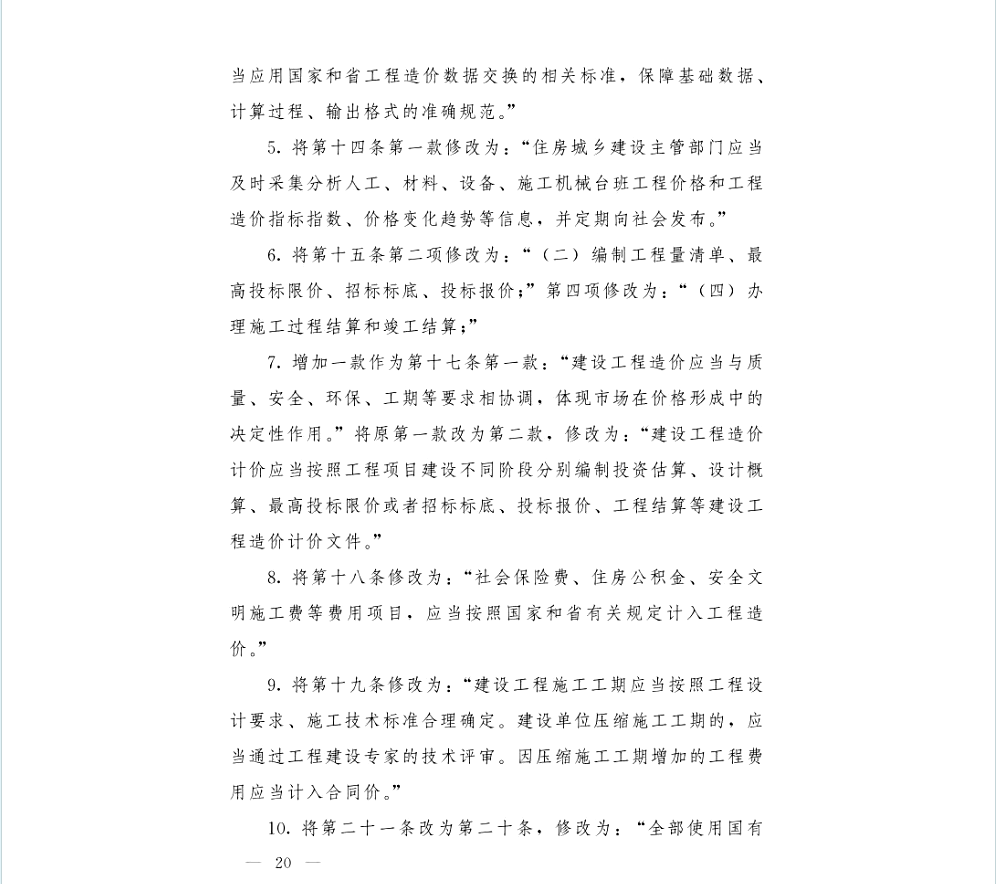 当应用国家和省工程造价数据交换的相关标准，保障基础数据、
计算过程、输出格式的准确规范。”
5. 将第十四条第一款修改为：“住房城乡建设主管部门应当
及时采集分析人工、材料、设备、施工机械台班工程价格和工程
造价指标指数、价格变化趋势等信息，并定期向社会发布。”
6. 将第十五条第二项修改为：“（二）编制工程量清单、最
高投标限价、招标标底、投标报价；”第四项修改为：“（四）办
理施工过程结算和竣工结算；”
7. 增加一款作为第十七条第一款：“建设工程造价应当与质
量、安全、环保、工期等要求相协调，体现市场在价格形成中的
决定性作用。”将原第一款改为第二款，修改为：“建设工程造价
计价应当按照工程项目建设不同阶段分别编制投资估算、设计概
算、最高投标限价或者招标标底、投标报价、工程结算等建设工
程造价计价文件。”
8. 将第十八条修改为：“社会保险费、住房公积金、安全文
明施工费等费用项目，应当按照国家和省有关规定计入工程造
价。”
9. 将第十九条修改为：“建设工程施工工期应当按照工程设
计要求、施工技术标准合理确定。建设单位压缩施工工期的，应
当通过工程建设专家的技术评审。因压缩施工工期增加的工程费
用应当计入合同价。”
10. 将第二十一条改为第二十条，修改为：“全部使用国有
— 20 —